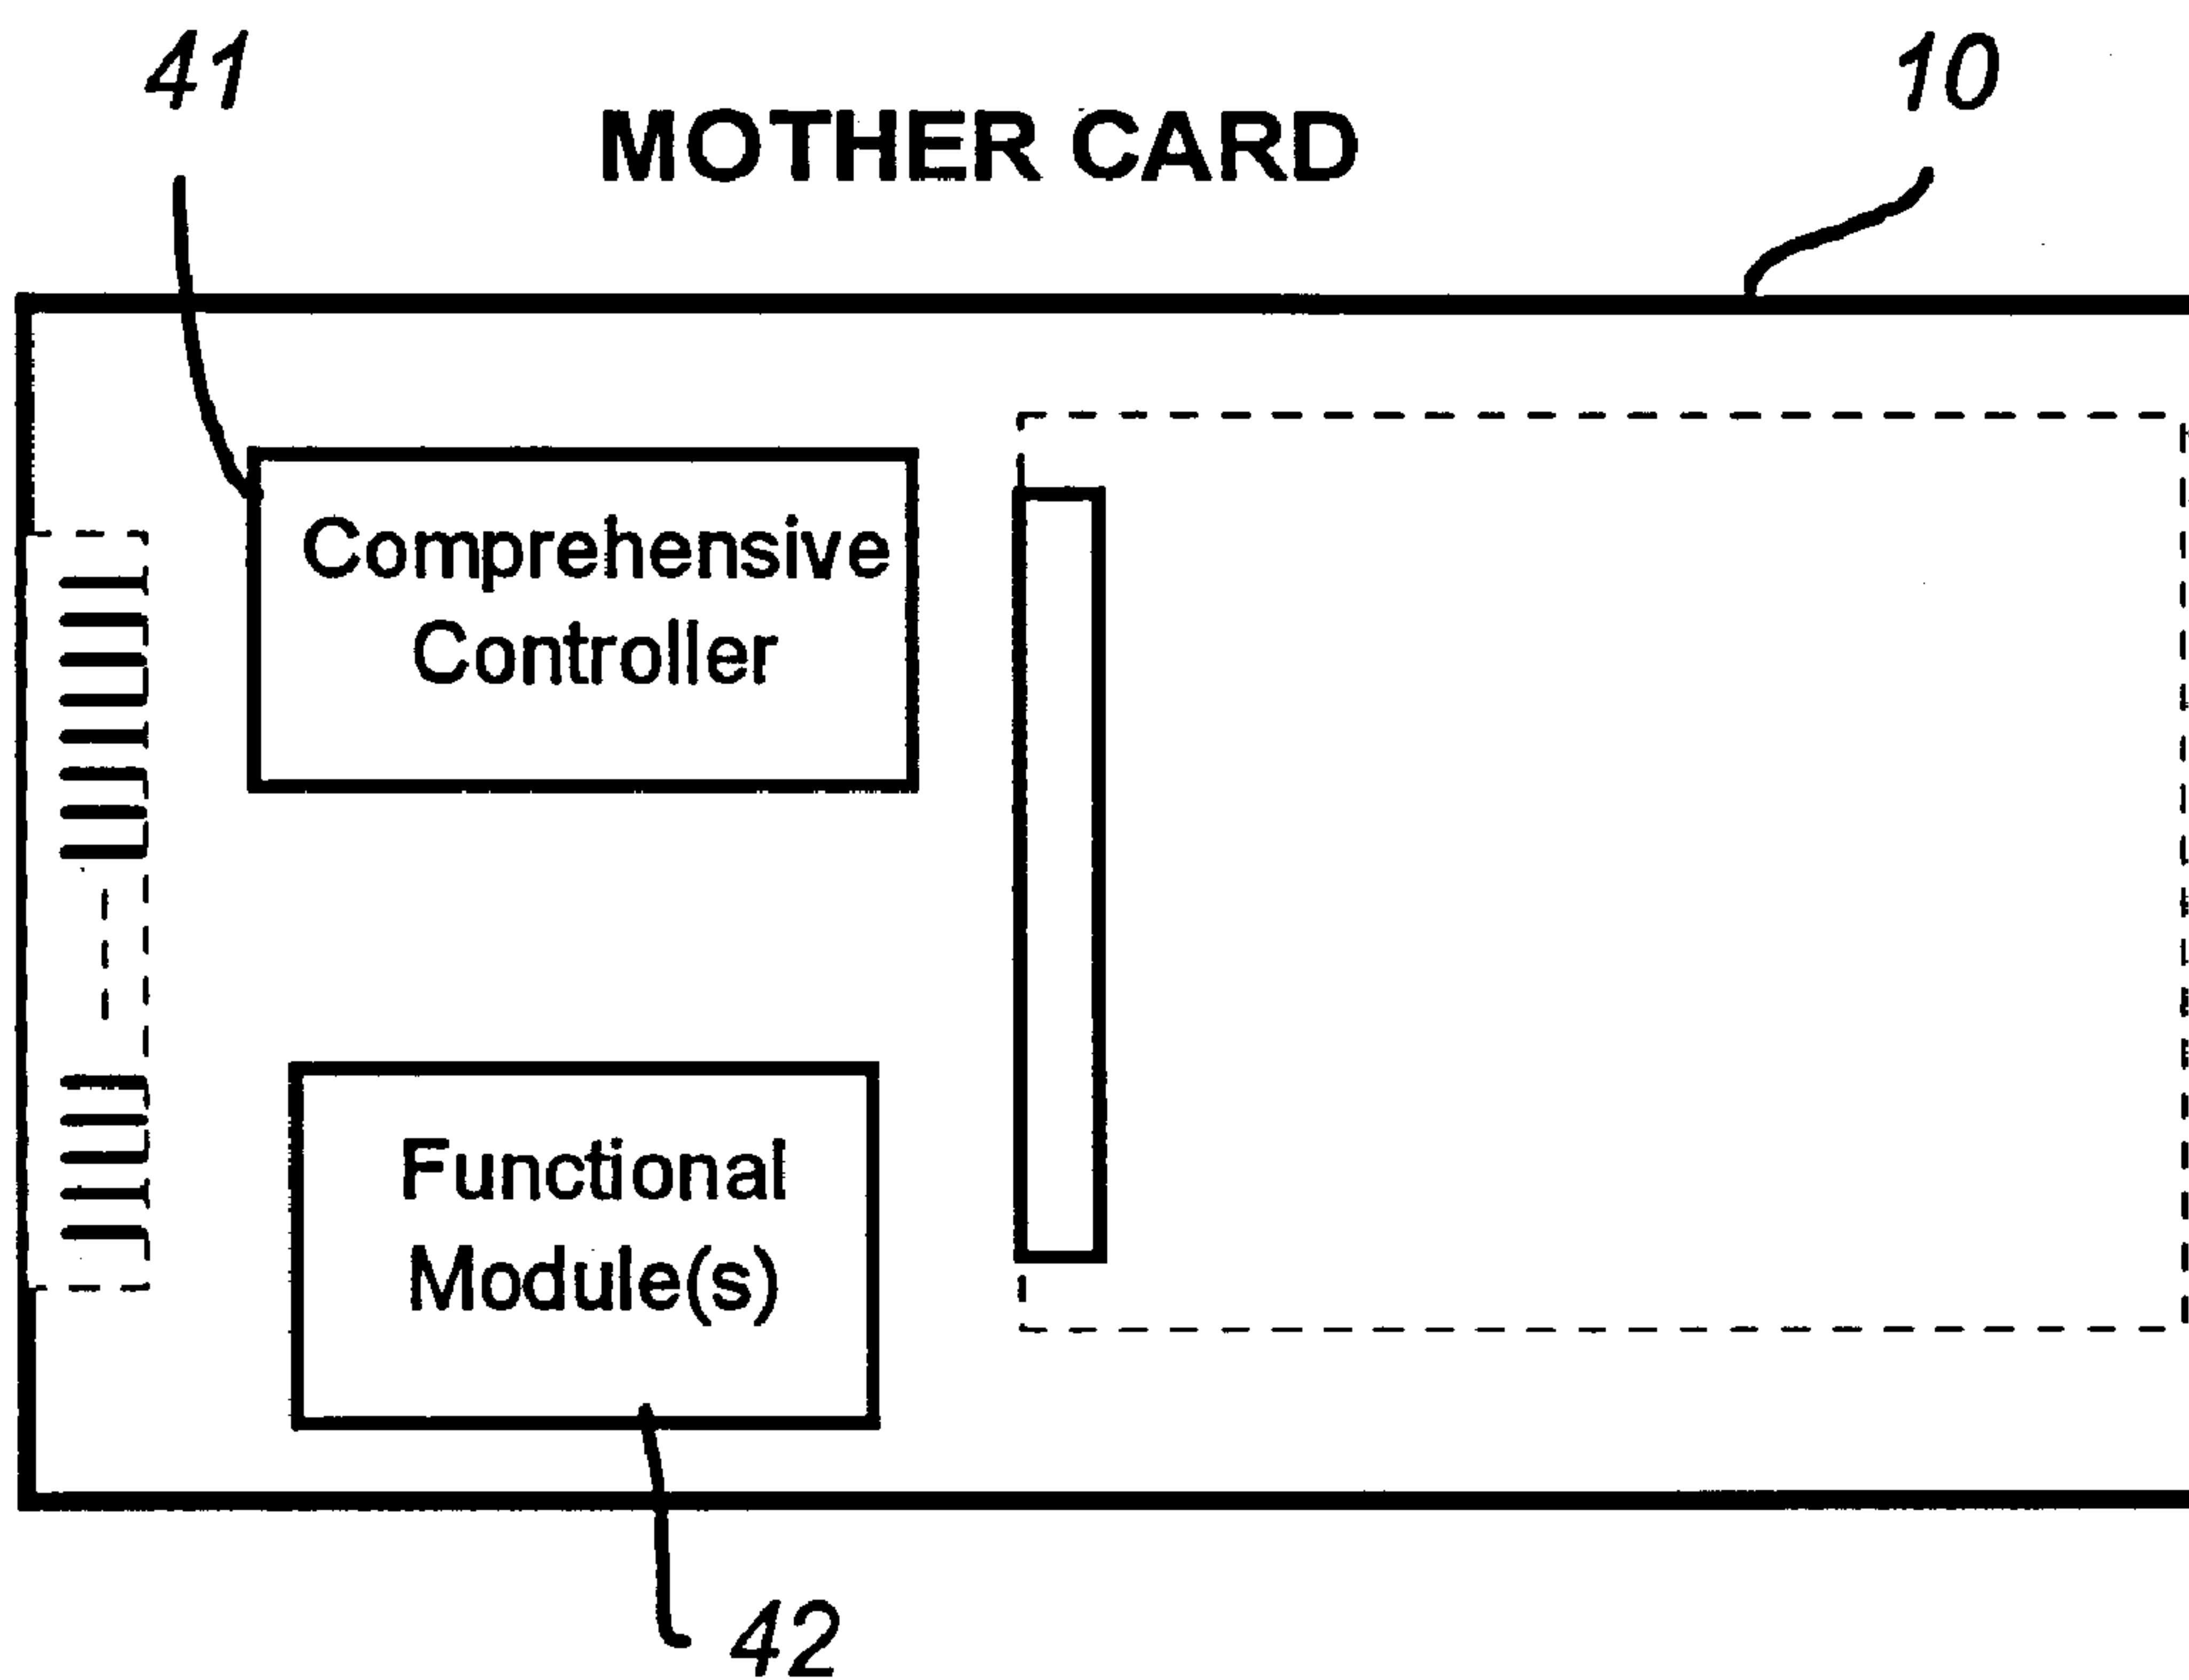 41
10
MOTHER CARD
Comprehensive
Controller
Functional
Module(s)
42